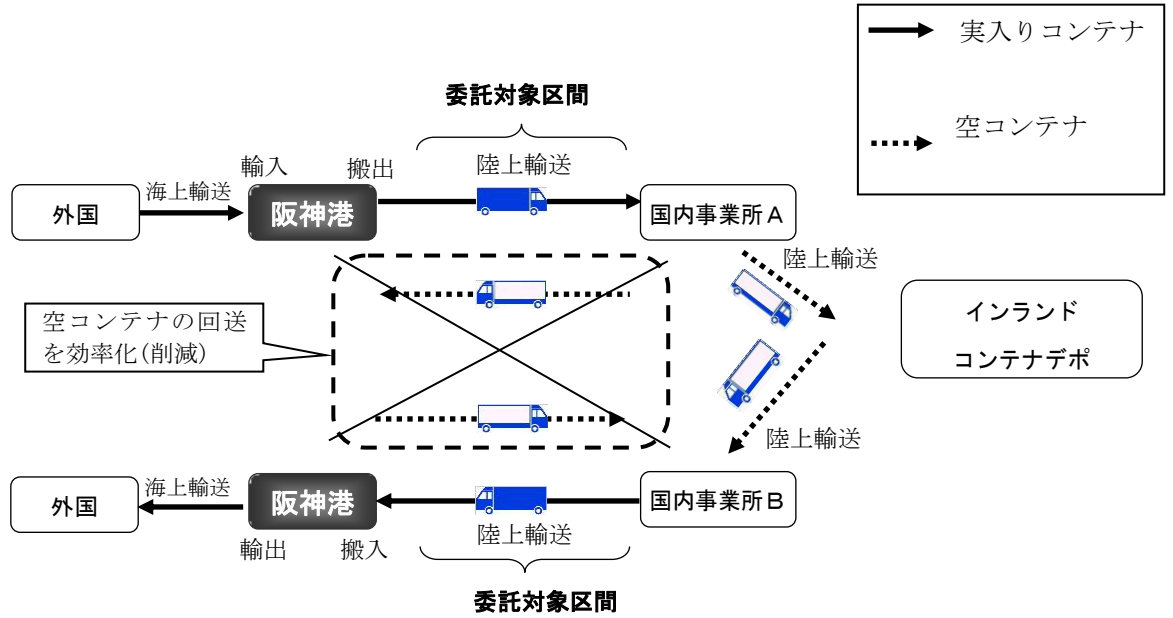 実入りコンテナ
空コンテナ
委託対象区間
輸入
搬出
陸上輸送
外国
海上輸送
阪神港
国内事業所A
陸上輸送
空コンテナの回送
を効率化(削減)
インランド
コンテナデポ
陸上輸送
外国
海上輸送
阪神港
国内事業所B
輸出
搬入
陸上輸送
委託対象区間